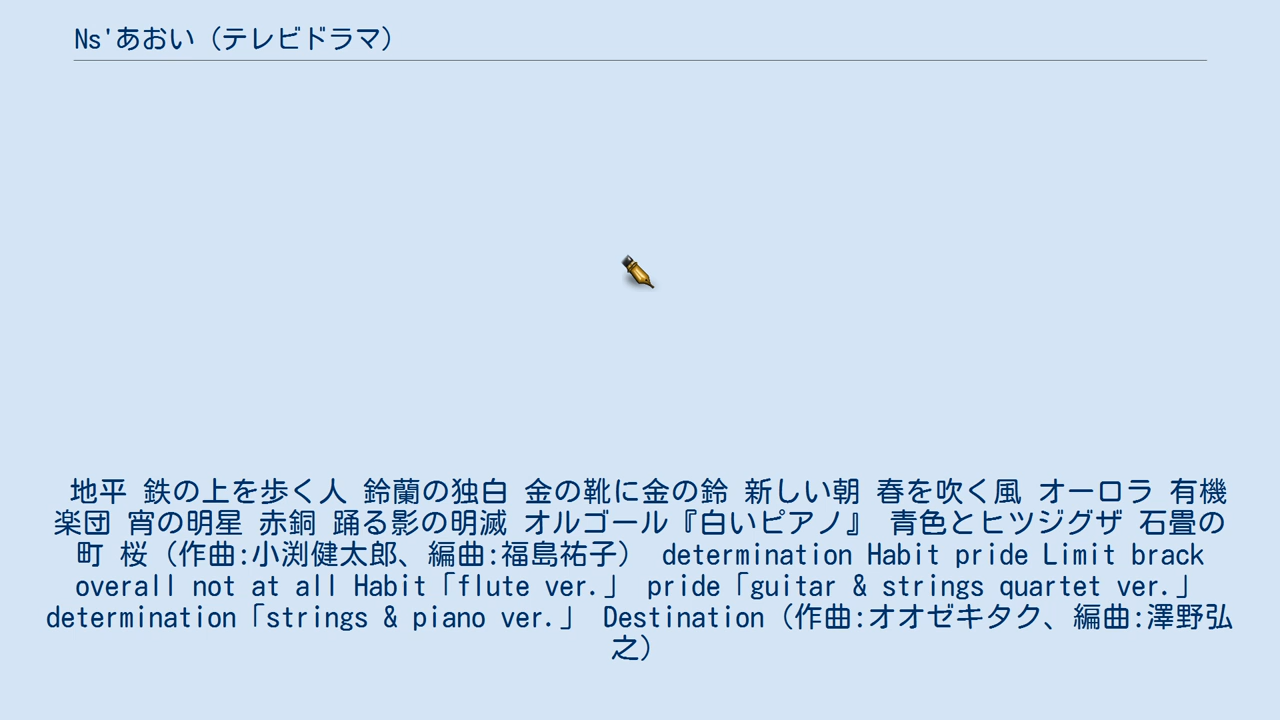 Ns'あおい（テレビドラマ）
地平 鉄の上を歩く人 鈴蘭の独白 金の靴に金の鈴 新しい朝 春を吹く風 オーロラ 有機
楽団 宵の明星 赤銅 踊る影の明滅 オルゴール『白いピアノ』 青色とヒツジグザ 石畳の
町 桜（作曲:小渕健太郎、編曲:福島祐子） determination Habit pride Limit brack
overall not at all Habit「flute ver.」 pride「guitar & strings quartet ver.」
determination「strings & piano ver.」 Destination（作曲:オオゼキタク、編曲:澤野弘
之）